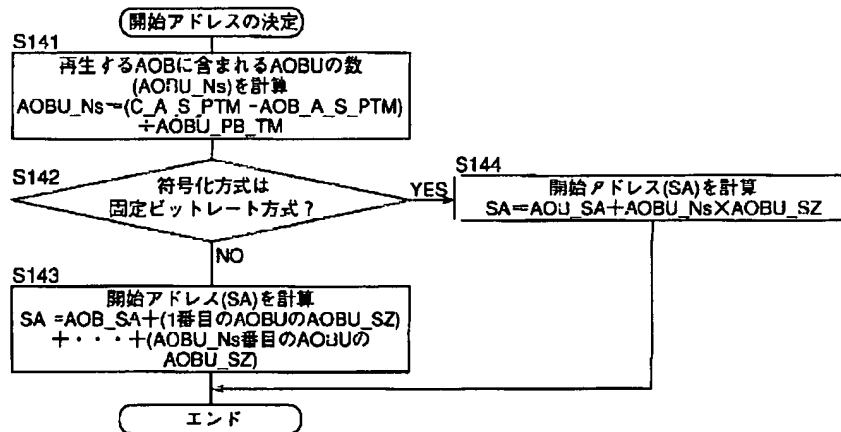 開始アドレスの決定
S141
再生するAOBに含まれるAOBUの数
(AOBU_Ns)を計算
AOBU_Ns=(C_A_S_PTM -AOB_A_S_PTM)
÷AOBU_PB_TM
S142
符号化方式は
固定ビットレート方式？
YES
NO
S144
開始アドレス(SA)を計算
SA=AOB_SA+AOBU_Ns×AOBU_SZ
S143
開始アドレス(SA)を計算
SA =AOB_SA+(1番目のAOBUのAOBU_SZ)
+・・・+(AOBU_Ns番目のAOBUの
AOBU_SZ)
エンド